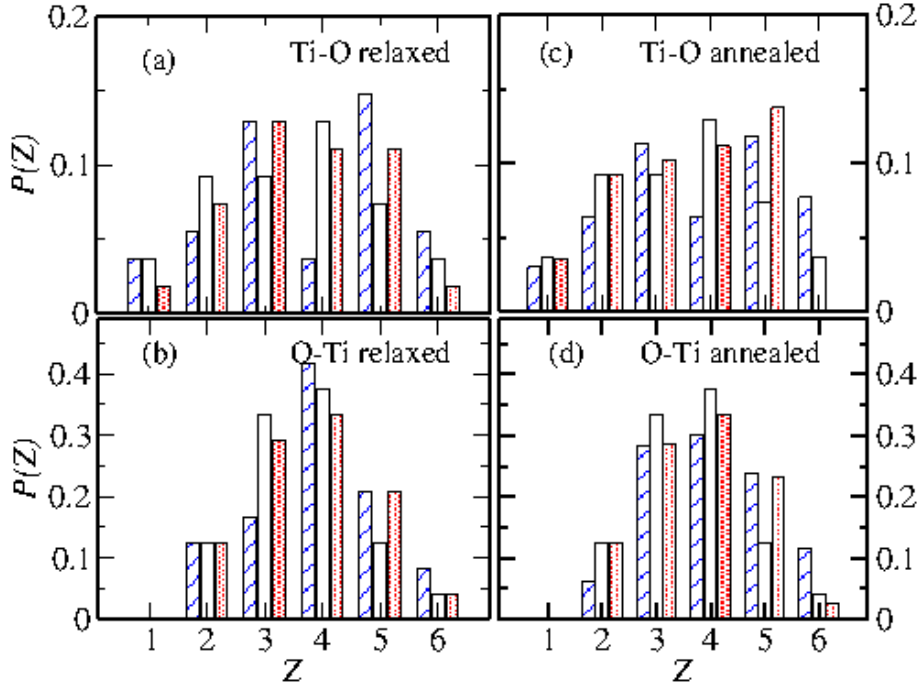 0.2
(a) Ti-O relaxed
P(Z)
0.1
0
(c) Ti-O annealed
0.2
0.1
0
(b) O-Ti relaxed
P(Z)
0.4
0.3
0.2
0.1
0
1 2 3 4 5 6
Z
(d) O-Ti annealed
0.4
0.3
0.2
0.1
0
1 2 3 4 5 6
Z